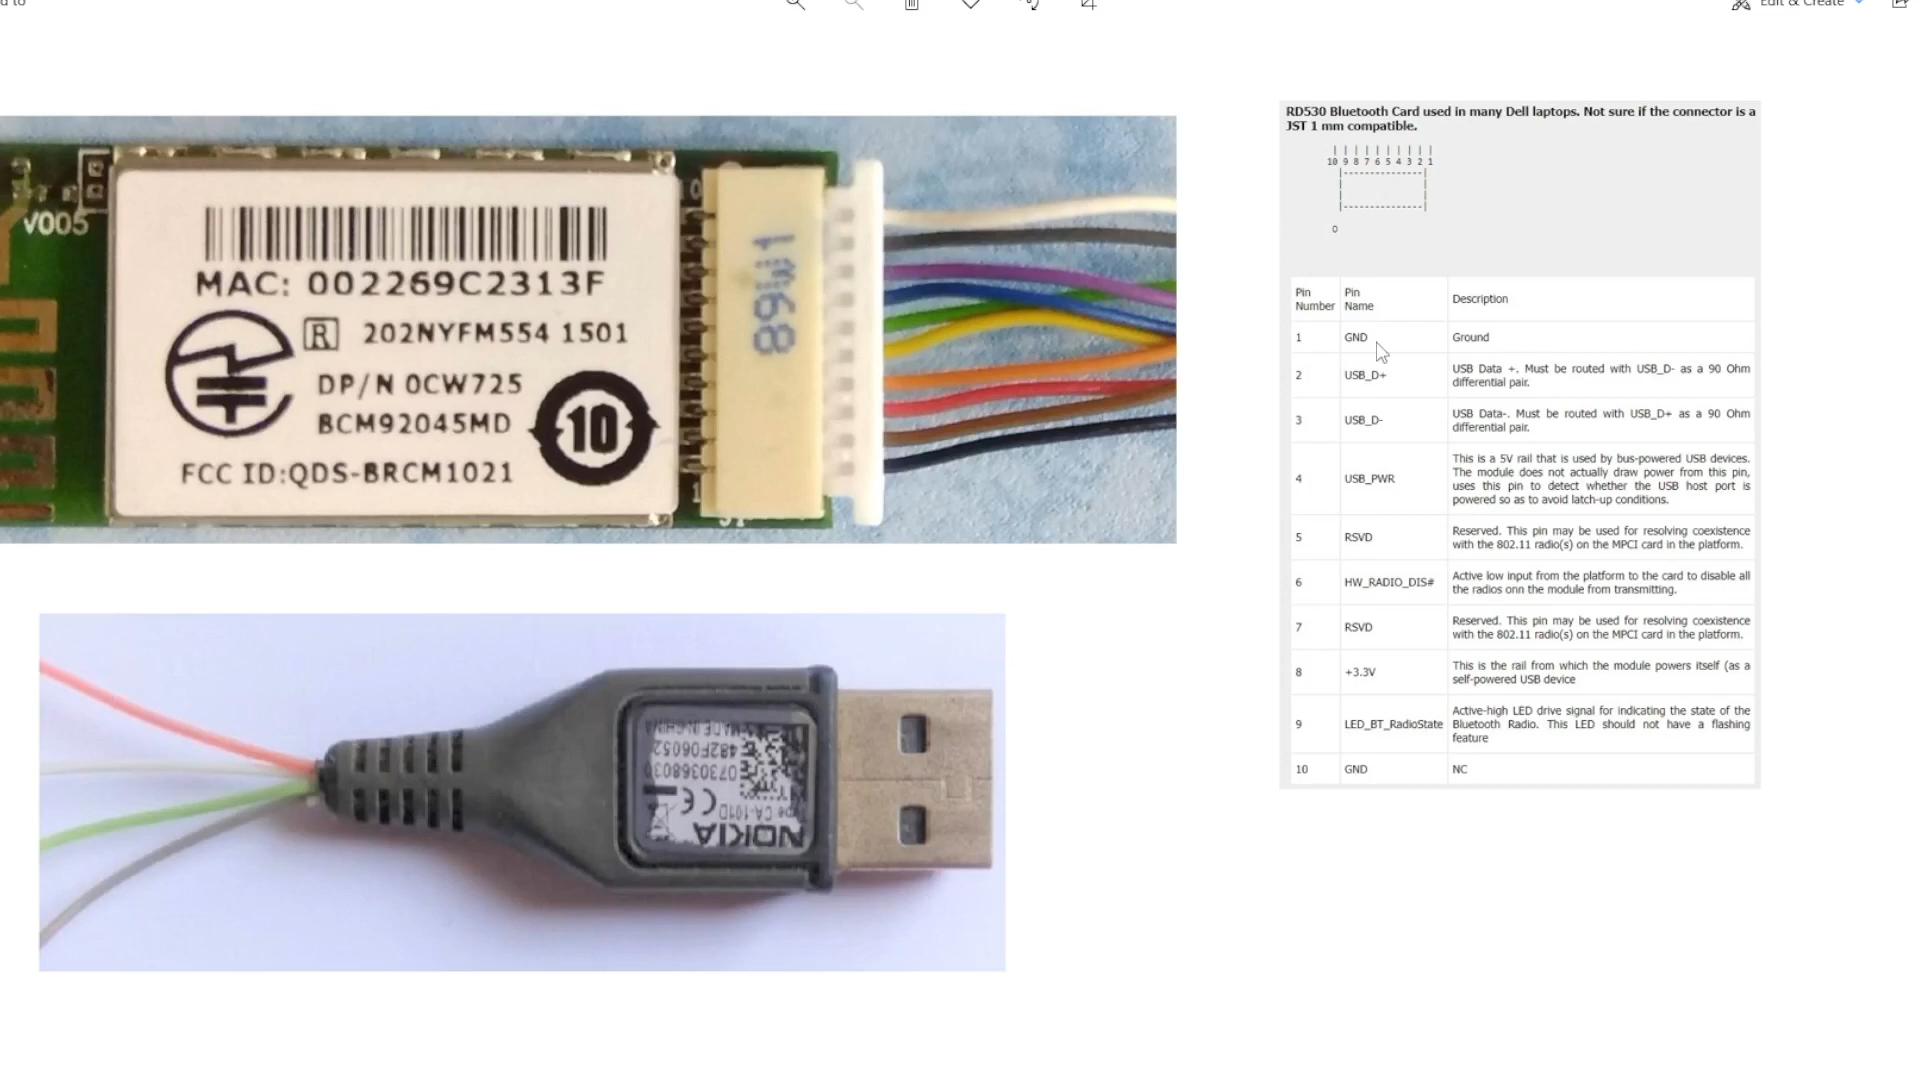 Edit & Create
V005
MAC: 002269C2313F
R 202NYFM554 1501
DP/N 0CW725
BCM92045MD
10
FCC ID:QDS-BRCM1021
10
1
89W1
NOKIA
Type CA-101D
CE
0730368030
482F06052
MADE IN CHINA
RD530 Bluetooth Card used in many Dell laptops. Not sure if the connector is a
JST 1 mm compatible.
| | | | | | | | | |
10 9 8 7 6 5 4 3 2 1
0
Pin Number Pin Name Description
1 GND Ground
2 USB_D+ USB Data +. Must be routed with USB_D- as a 90 Ohm
differential pair.
3 USB_D- USB Data-. Must be routed with USB_D+ as a 90 Ohm
differential pair.
4 USB_PWR This is a 5V rail that is used by bus-powered USB devices.
The module does not actually draw power from this pin,
uses this pin to detect whether the USB host port is
powered so as to avoid latch-up conditions.
5 RSVD Reserved. This pin may be used for resolving coexistence
with the 802.11 radio(s) on the MPCI card in the platform.
6 HW_RADIO_DIS# Active low input from the platform to the card to disable all
the radios onn the module from transmitting.
7 RSVD Reserved. This pin may be used for resolving coexistence
with the 802.11 radio(s) on the MPCI card in the platform.
8 +3.3V This is the rail from which the module powers itself (as a
self-powered USB device
9 LED_BT_RadioState Active-high LED drive signal for indicating the state of the
Bluetooth Radio. This LED should not have a flashing
feature
10 GND NC